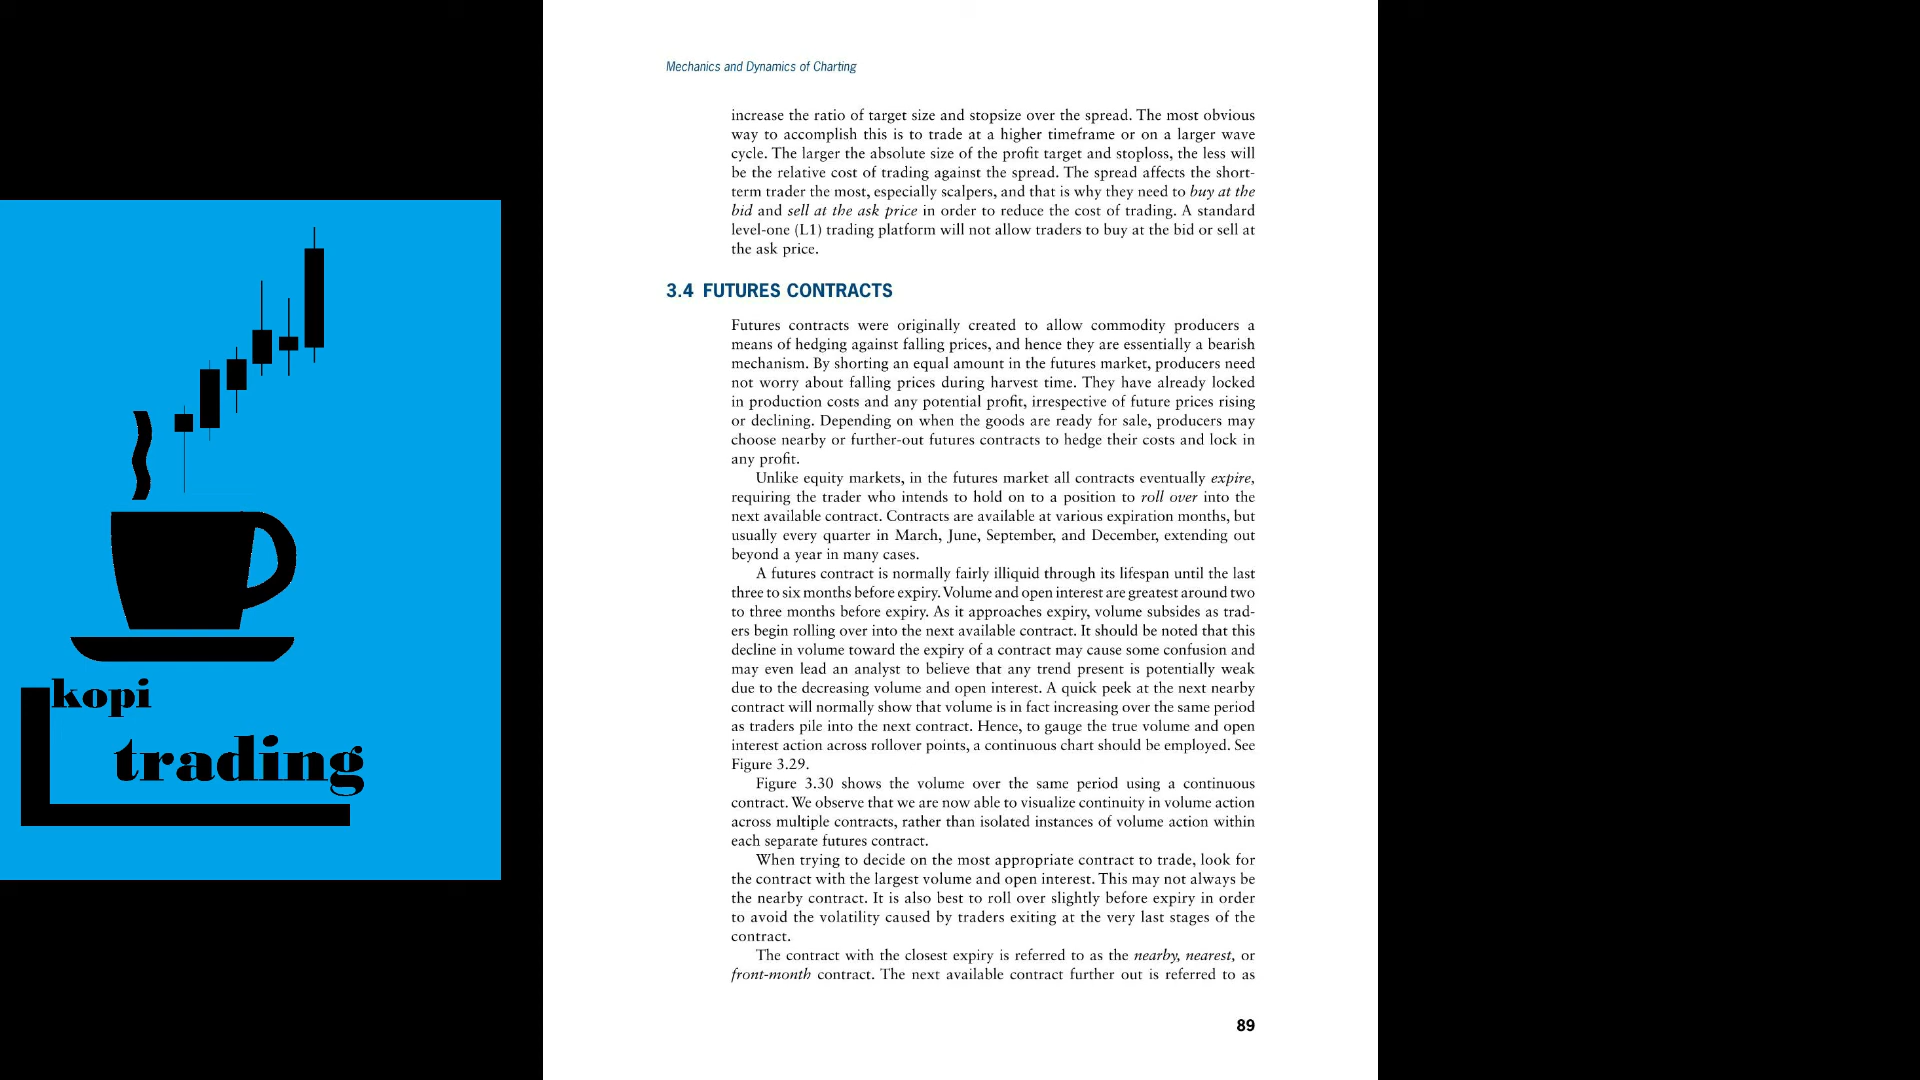 kopi
trading
Mechanics and Dynamics of Charting
increase the ratio of target size and stopsize over the spread. The most obvious
way to accomplish this is to trade at a higher timeframe or on a larger wave
cycle. The larger the absolute size of the profit target and stoploss, the less will
be the relative cost of trading against the spread. The spread affects the short-
term trader the most, especially scalpers, and that is why they need to buy at the
bid and sell at the ask price in order to reduce the cost of trading. A standard
level-one (L1) trading platform will not allow traders to buy at the bid or sell at
the ask price.
3.4 FUTURES CONTRACTS
Futures contracts were originally created to allow commodity producers a
means of hedging against falling prices, and hence they are essentially a bearish
mechanism. By shorting an equal amount in the futures market, producers need
not worry about falling prices during harvest time. They have already locked
in production costs and any potential profit, irrespective of future prices rising
or declining. Depending on when the goods are ready for sale, producers may
choose nearby or further-out futures contracts to hedge their costs and lock in
any profit.
Unlike equity markets, in the futures market all contracts eventually expire,
requiring the trader who intends to hold on to a position to roll over into the
next available contract. Contracts are available at various expiration months, but
usually every quarter in March, June, September, and December, extending out
beyond a year in many cases.
A futures contract is normally fairly illiquid through its lifespan until the last
three to six months before expiry. Volume and open interest are greatest around two
to three months before expiry. As it approaches expiry, volume subsides as trad-
ers begin rolling over into the next available contract. It should be noted that this
decline in volume toward the expiry of a contract may cause some confusion and
may even lead an analyst to believe that any trend present is potentially weak
due to the decreasing volume and open interest. A quick peek at the next nearby
contract will normally show that volume is in fact increasing over the same period
as traders pile into the next contract. Hence, to gauge the true volume and open
interest action across rollover points, a continuous chart should be employed. See
Figure 3.29.
Figure 3.30 shows the volume over the same period using a continuous
contract. We observe that we are now able to visualize continuity in volume action
across multiple contracts, rather than isolated instances of volume action within
each separate futures contract.
When trying to decide on the most appropriate contract to trade, look for
the contract with the largest volume and open interest. This may not always be
the nearby contract. It is also best to roll over slightly before expiry in order
to avoid the volatility caused by traders exiting at the very last stages of the
contract.
The contract with the closest expiry is referred to as the nearby, nearest, or
front-month contract. The next available contract further out is referred to as
89